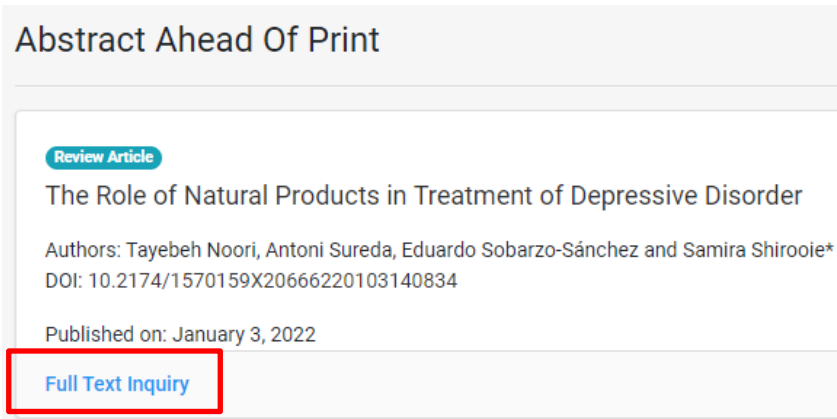 Abstract Ahead Of Print
Review Article
The Role of Natural Products in Treatment of Depressive Disorder
Authors: Tayebeh Noori, Antoni Sureda, Eduardo Sobarzo-Sánchez and Samira Shirooie*
DOI: 10.2174/1570159X20666220103140834
Published on: January 3, 2022
Full Text Inquiry